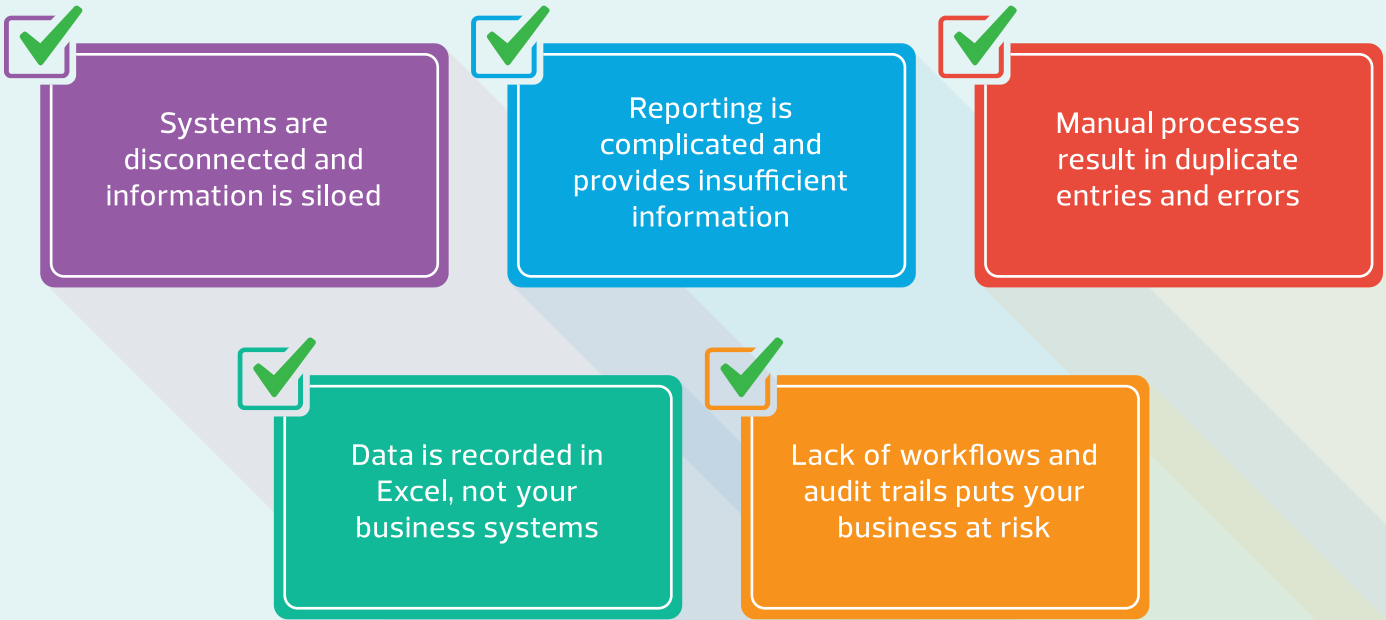 Systems are
disconnected and
information is siloed
Reporting is
complicated and
provides insufficient
information
Manual processes
result in duplicate
entries and errors
Data is recorded in
Excel, not your
business systems
Lack of workflows and
audit trails puts your
business at risk